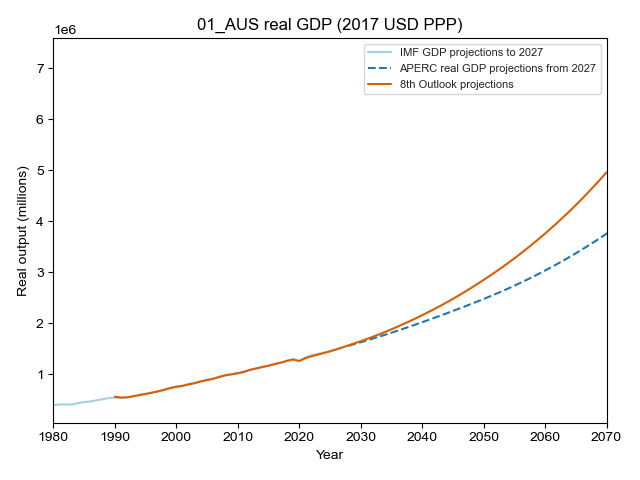 01_AUS real GDP (2017 USD PPP)
1e6
IMF GDP projections to 2027
APERC real GDP projections from 2027
8th Outlook projections
7
6
5
4
3
2
1
Real output (millions)
1980 1990 2000 2010 2020 2030 2040 2050 2060 2070
Year